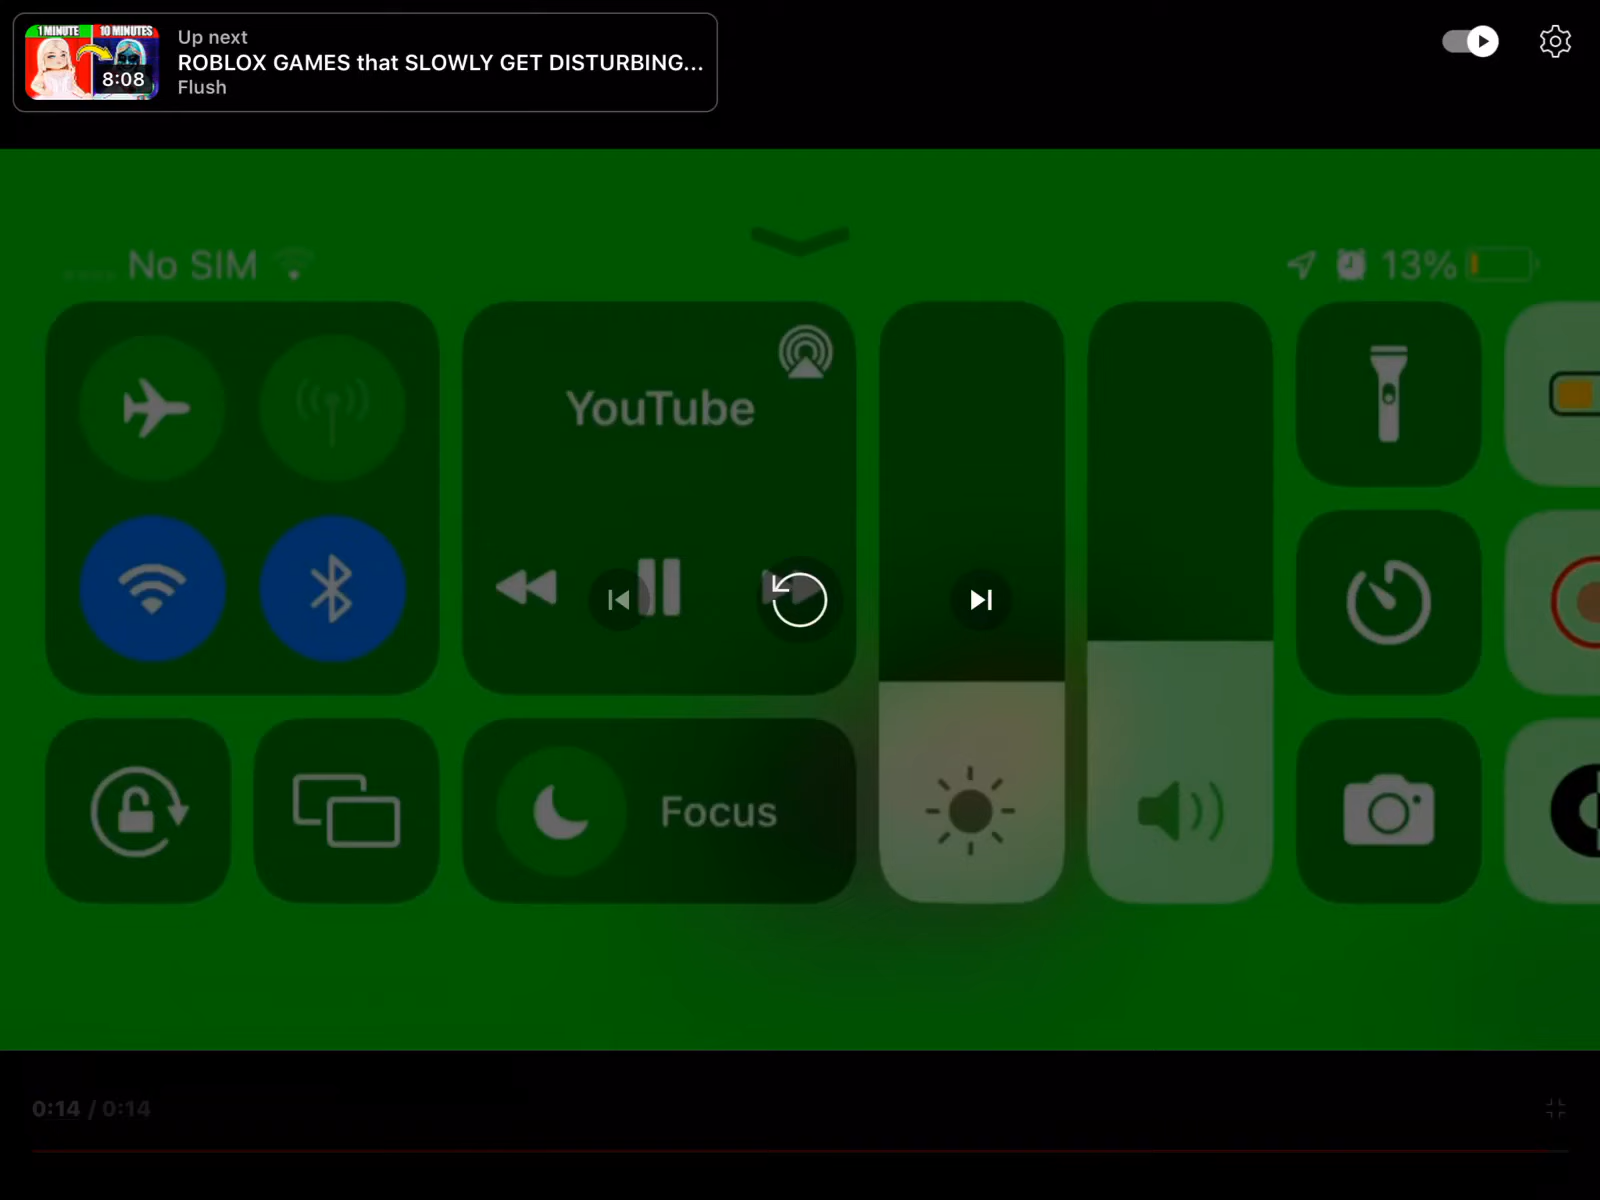 1 MINUTE 10 MINUTES
8:08
Up next
ROBLOX GAMES that SLOWLY GET DISTURBING...
Flush
No SIM
13%
YouTube
Focus
0:14 / 0:14